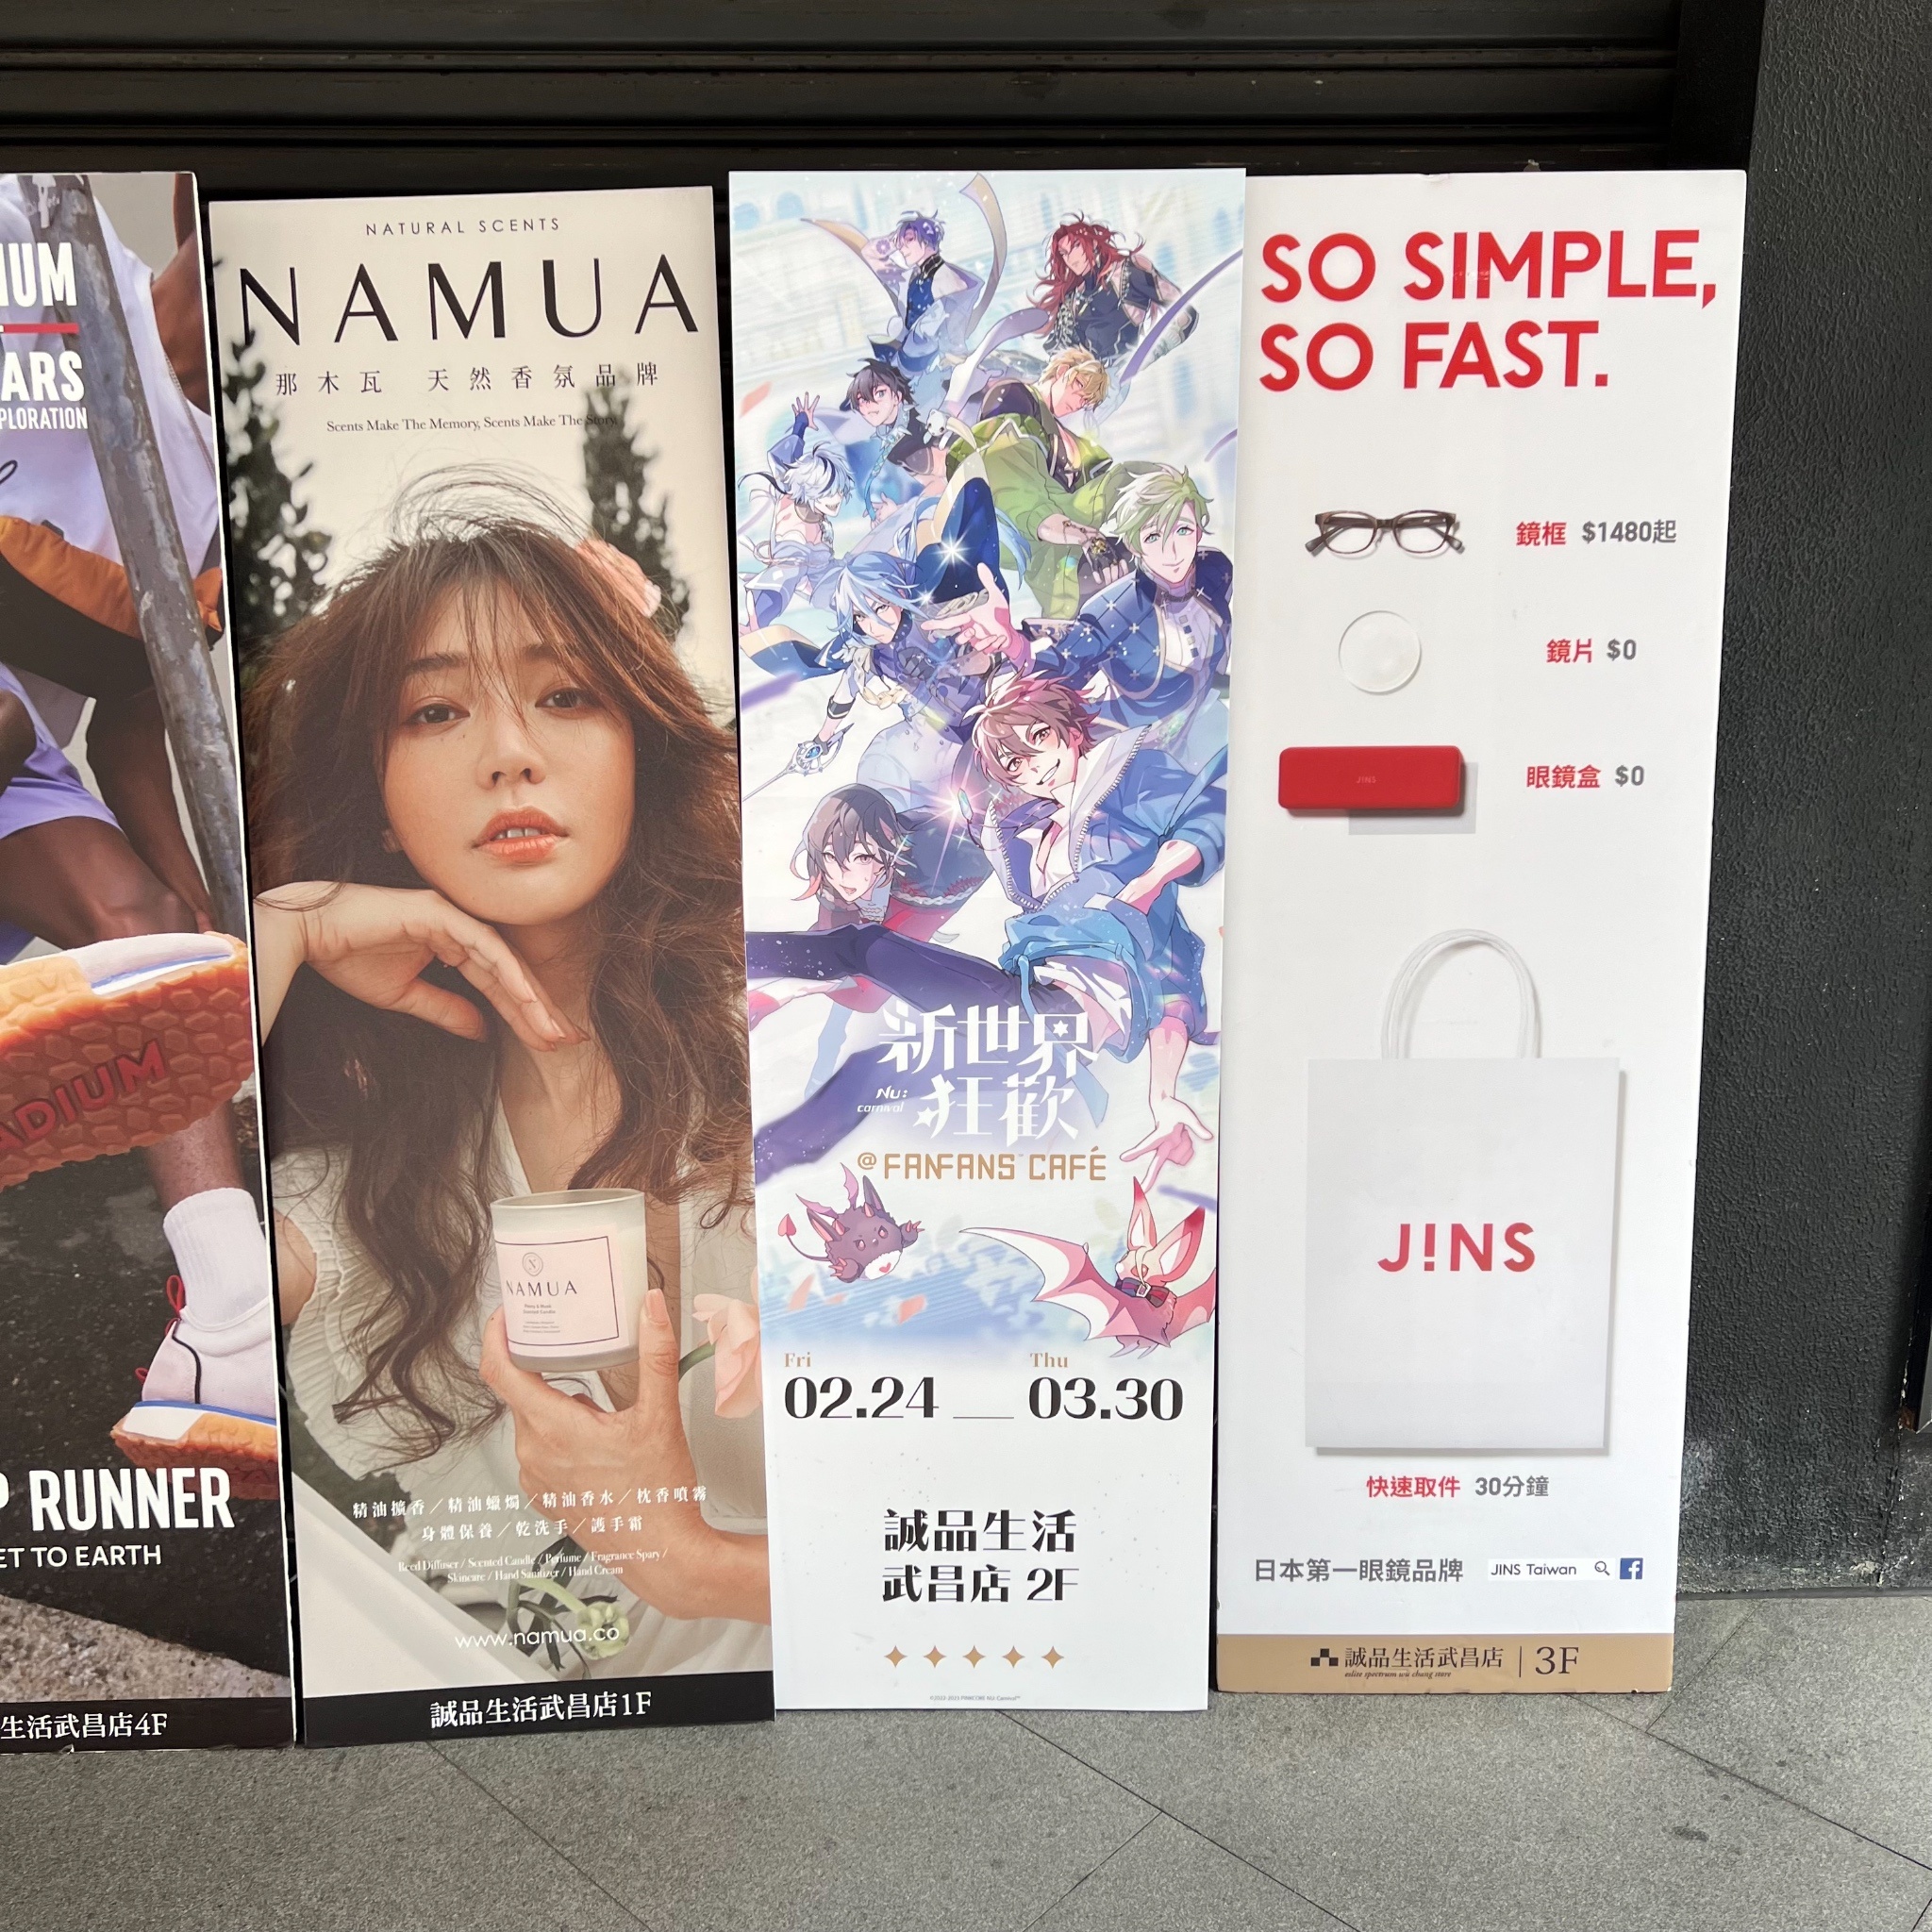 IUM
ARS
PLORATION
ADIUM
P RUNNER
ET TO EARTH
生活武昌店4F
NATURAL SCENTS
NAMUA
那木瓦 天然香氛品牌
Scents Make The Memory, Scents Make The Story.
NAMUA
精油擴香／精油蠟燭／精油香水／枕香噴霧
身體保養／乾洗手／護手霜
Reed Diffuser / Scented Candle / Perfume / Fragrance Spary /
Skincare / Hand Sanitizer / Hand Cream
www.namua.co
誠品生活武昌店1F
新世界
Nu:
carnival
狂歡
@FANFANS CAFÉ
Fri
Thu
02.24 __ 03.30
誠品生活
武昌店 2F
SO SIMPLE,
SO FAST.
鏡框 $1480起
鏡片 $0
JINS
眼鏡盒 $0
J!NS
快速取件 30分鐘
日本第一眼鏡品牌 JINS Taiwan f
誠品生活武昌店 | 3F
eslite spectrum wu chang store